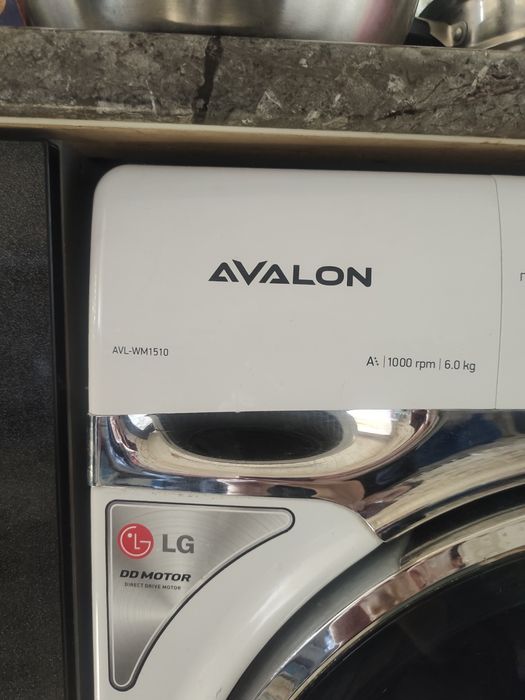 AVALON
AVL-WM1510
A+ | 1000 rpm | 6.0 kg
LG
DD MOTOR
DIRECT DRIVE MOTOR